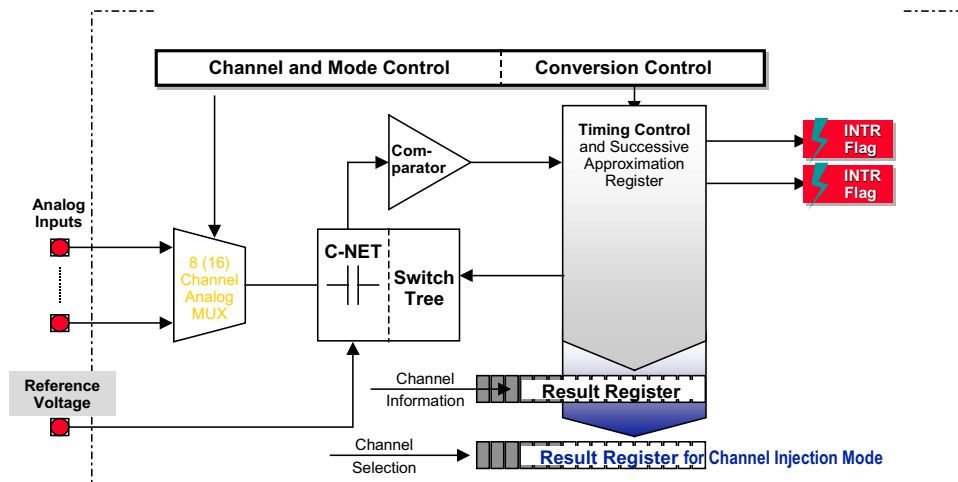 Channel and Mode Control
Conversion Control
Timing Control
and Successive
Approximation
Register
INTR
Flag
INTR
Flag
Com-
parator
Analog
Inputs
8 (16)
Channel
Analog
MUX
C-NET
Switch
Tree
Reference
Voltage
Channel
Information
Result Register
Channel
Selection
Result Register for Channel Injection Mode